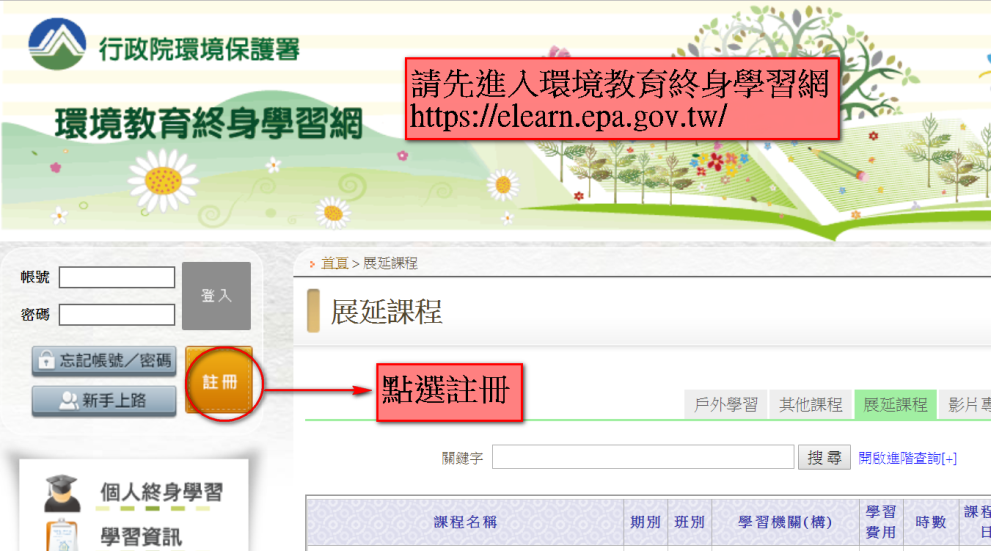 行政院環境保護署
環境教育終身學習網
請先進入環境教育終身學習網
https://elearn.epa.gov.tw/
帳號
登入
密碼
忘記帳號／密碼
註冊
新手上路
個人終身學習
學習資訊
首頁 > 展延課程
展延課程
點選註冊
戶外學習 其他課程 展延課程 影片專
關鍵字 搜尋 開啟進階查詢[+]
課程名稱 期別 班別 學習機關(構) 學習費用 時數 課程日